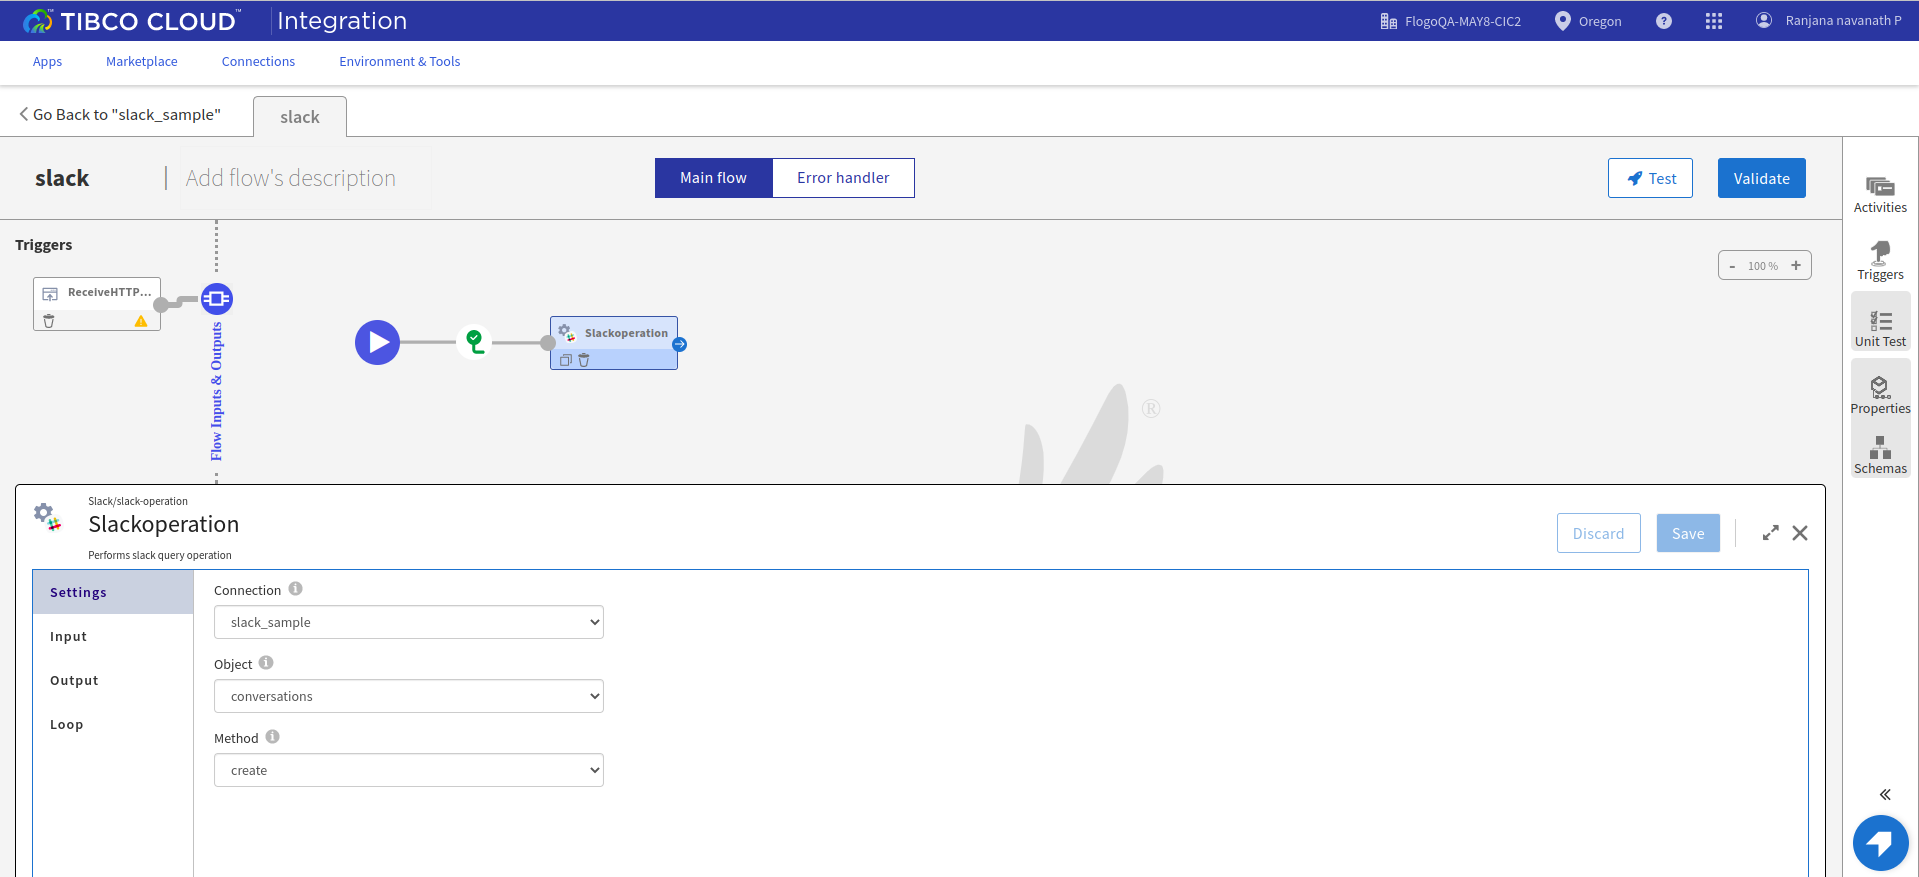 TIBCO CLOUD™ Integration
FlogoQA-MAY8-CIC2
Oregon
?
Ranjana navanath P
Apps
Marketplace
Connections
Environment & Tools
Go Back to "slack_sample"
slack
slack
Add flow's description
Main flow
Error handler
Test
Validate
Activities
Triggers
Unit Test
Properties
Schemas
Triggers
ReceiveHTTP...
Flow Inputs & Outputs
Slackoperation
- 100 % +
®
Slack/slack-operation
Slackoperation
Performs slack query operation
Discard
Save
Settings
Input
Output
Loop
Connection
slack_sample
Object
conversations
Method
create